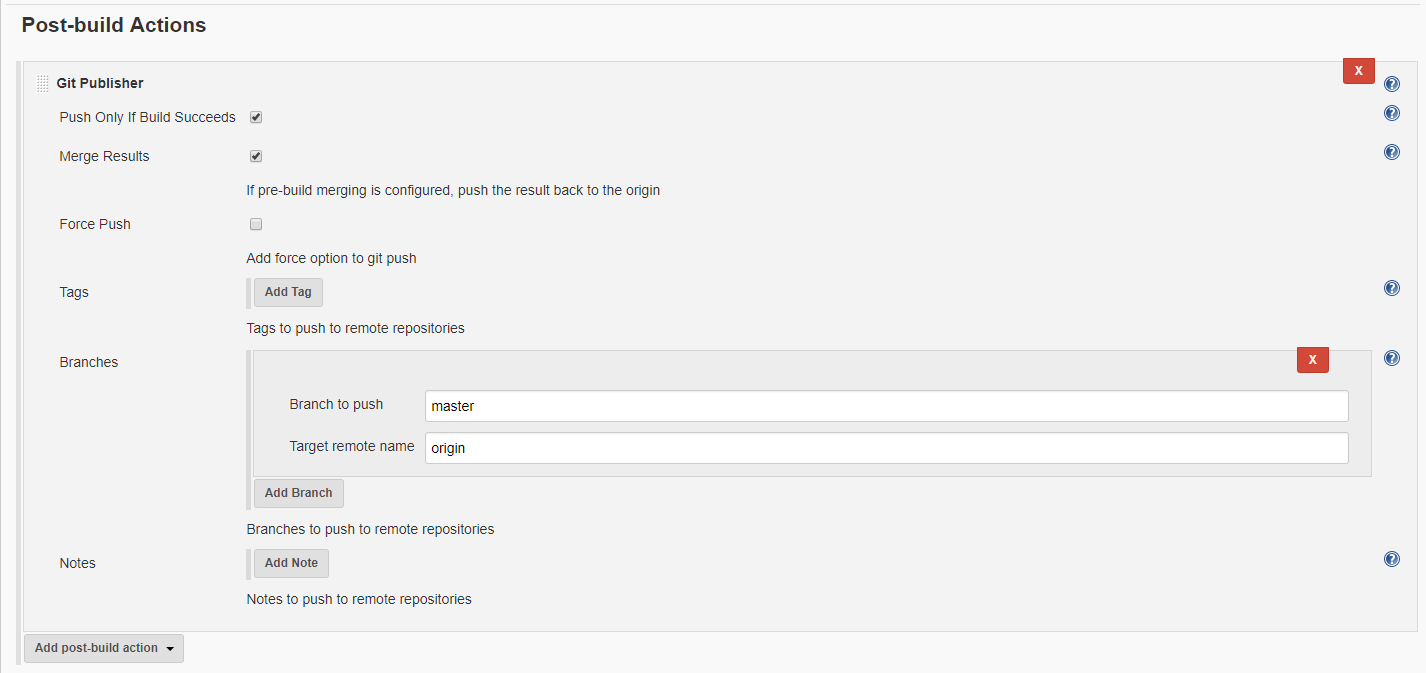 Post-build Actions
X
Git Publisher
?
Push Only If Build Succeeds
?
Merge Results
?
If pre-build merging is configured, push the result back to the origin
Force Push
Add force option to git push
Tags
Add Tag
?
Tags to push to remote repositories
Branches
X
?
Branch to push
master
Target remote name
origin
Add Branch
Branches to push to remote repositories
Notes
Add Note
?
Notes to push to remote repositories
Add post-build action